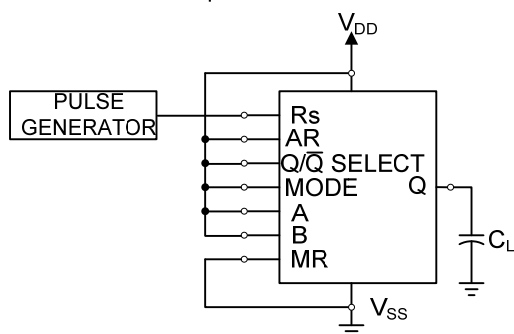 V_DD
PULSE
GENERATOR
Rs
AR
Q/Q̅ SELECT
MODE
Q
A
B
MR
C_L
V_SS